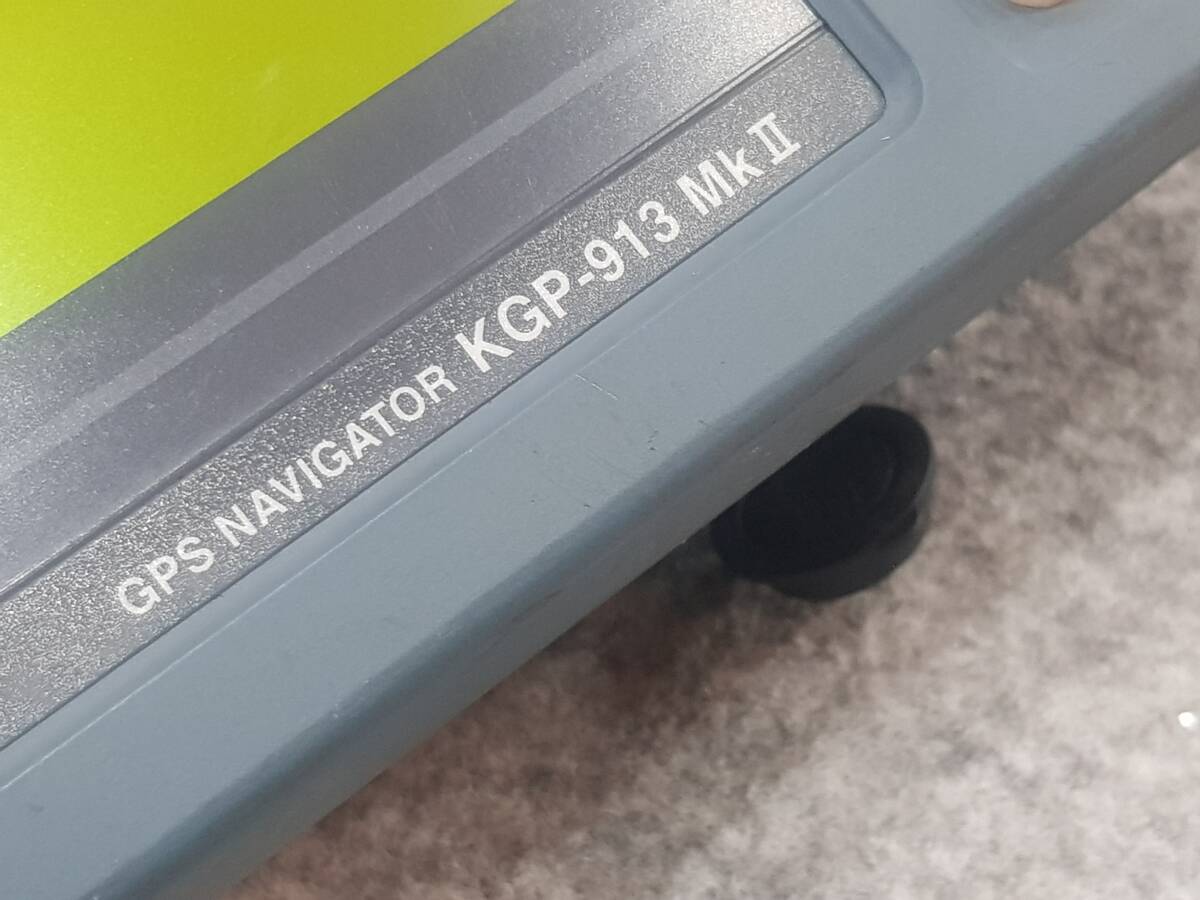 GPS NAVIGATOR KGP-913 MkⅡ